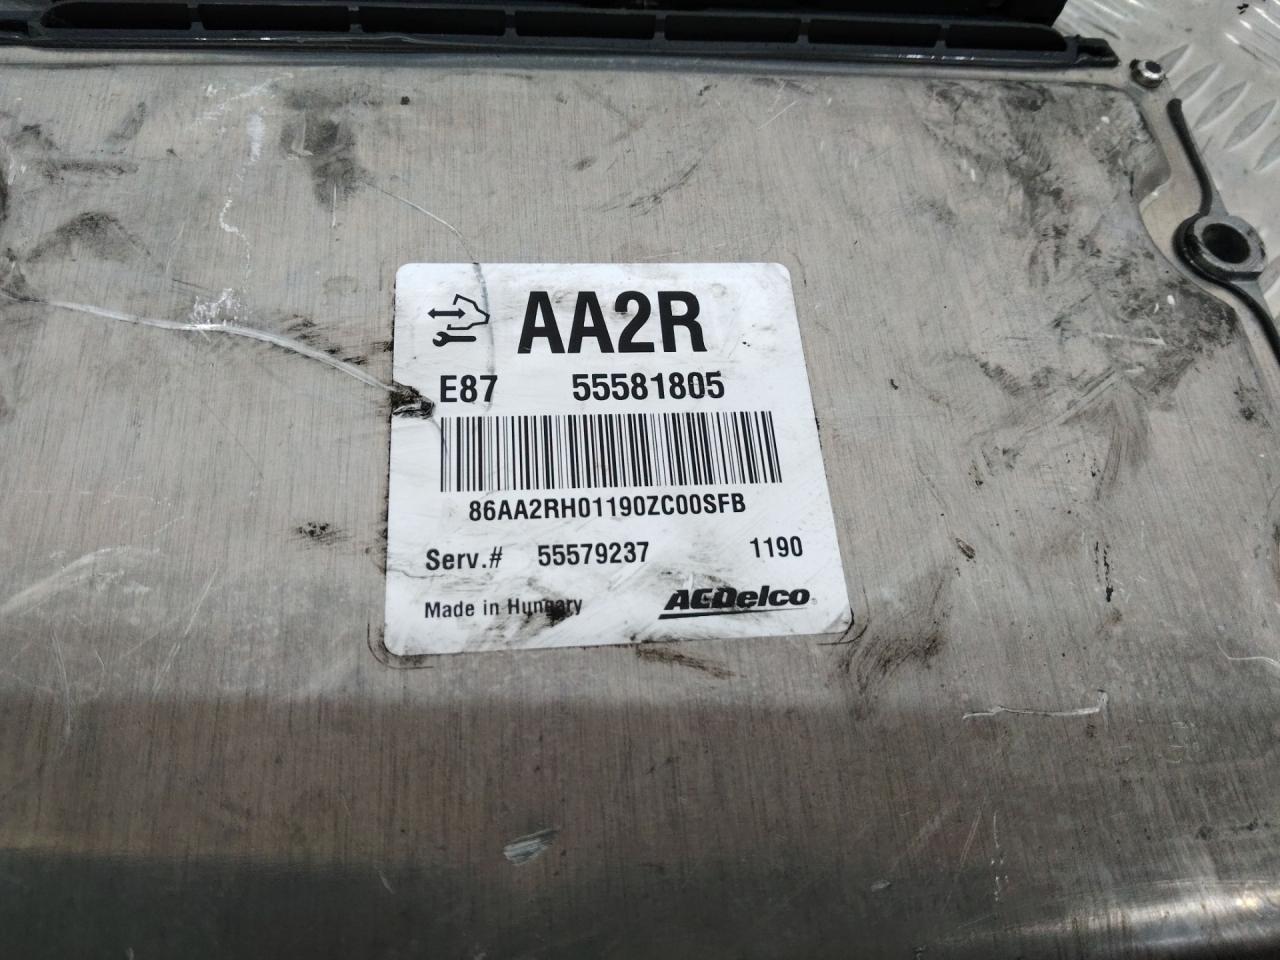 AA2R
E87 55581805
86AA2RH01190ZC00SFB
Serv.# 55579237 1190
Made in Hungary ACDelco